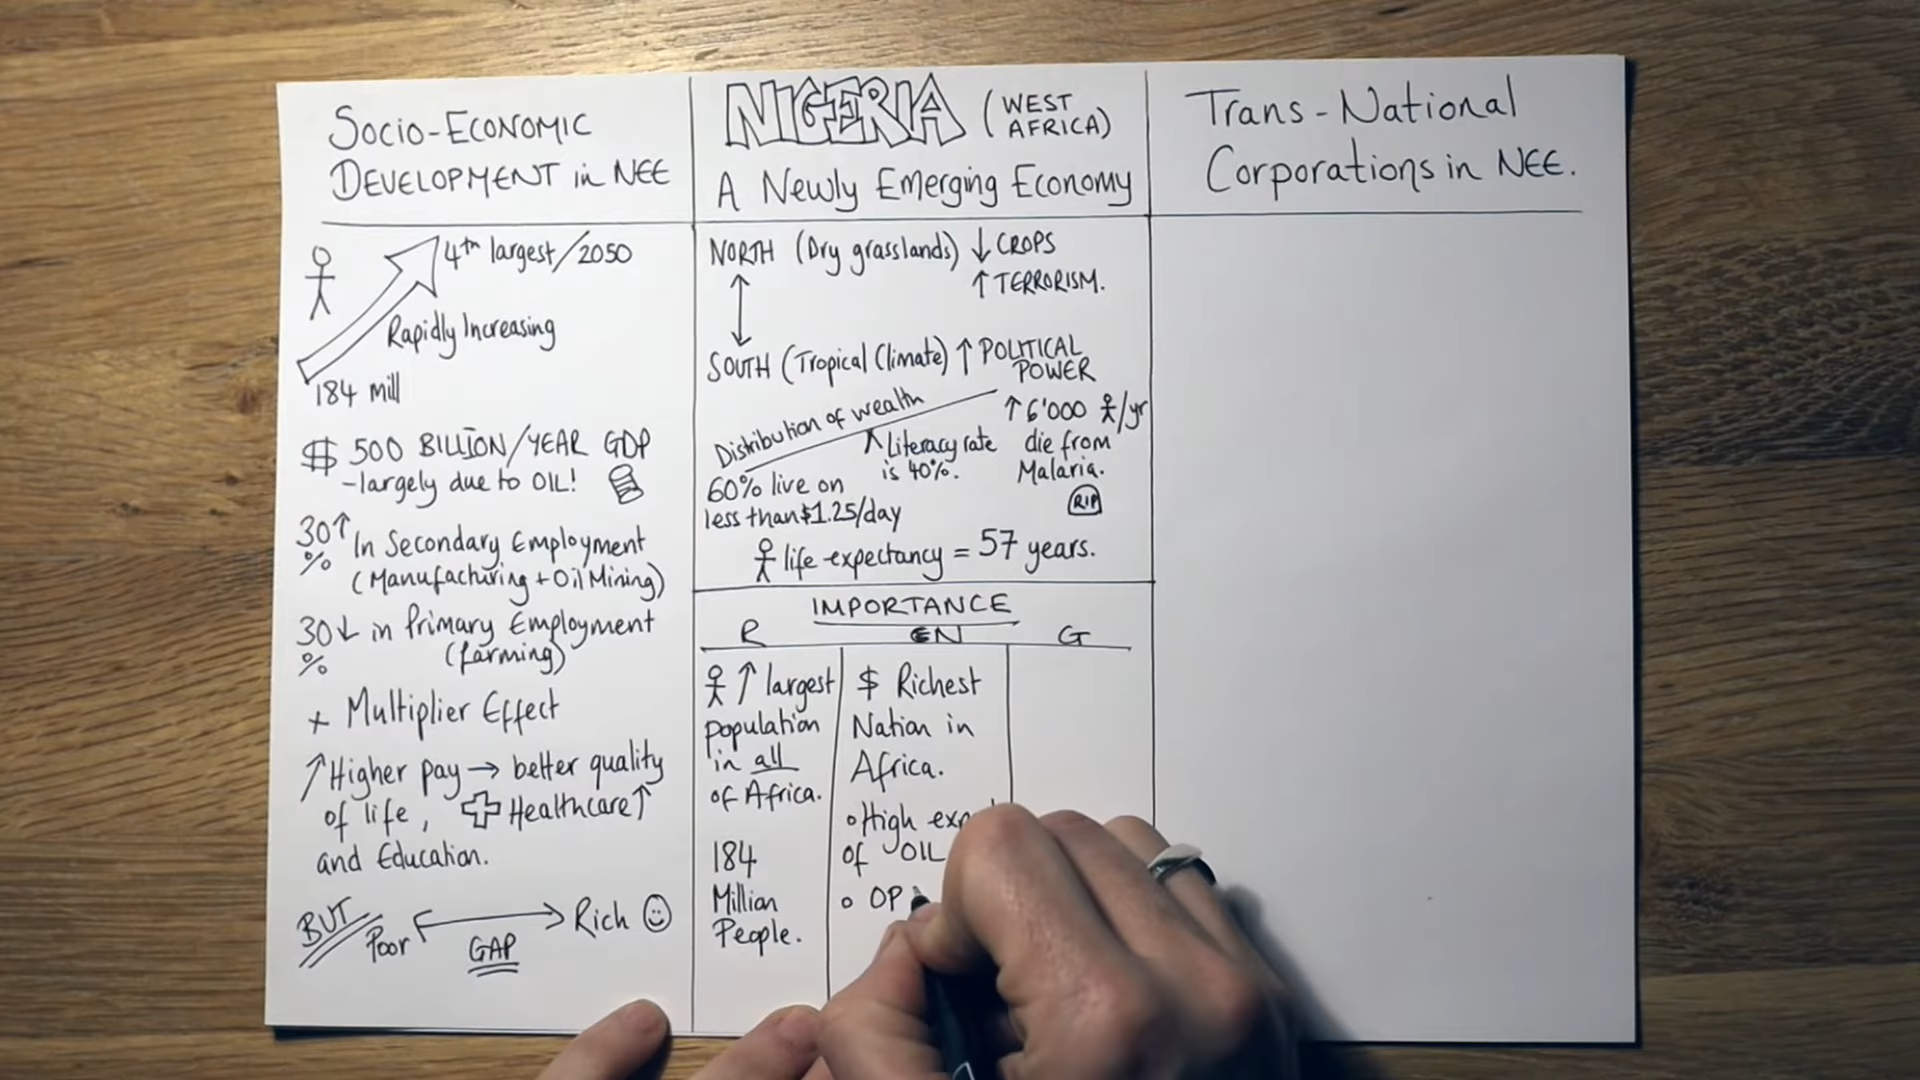 SOCIO-ECONOMIC
DEVELOPMENT in NEE
4th largest/2050
Rapidly Increasing
184 mill
$ 500 BILLION/YEAR GDP
-largely due to OIL!
30% ↑ In Secondary Employment
(Manufacturing + Oil Mining)
30% ↓ in Primary Employment
(farming)
+ Multiplier Effect
↑ Higher pay → better quality
of life, Healthcare ↑
and Education.
BUT
Poor
GAP
Rich
NIGERIA (WEST
AFRICA)
A Newly Emerging Economy
NORTH (Dry grasslands) ↓ CROPS
↑ TERRORISM.
SOUTH (Tropical Climate) ↑ POLITICAL
POWER
Distribution of wealth
60% live on
less than $1.25/day
Literacy rate
is 40%.
↑ 6'000 /yr
die from
Malaria.
RIP
life expectancy = 57 years.
IMPORTANCE
R
↑ largest
population
in all
of Africa.
184
Million
People.
EN
$ Richest
Nation in
Africa.
High
of OIL
OP
G
Trans-National
Corporations in NEE.